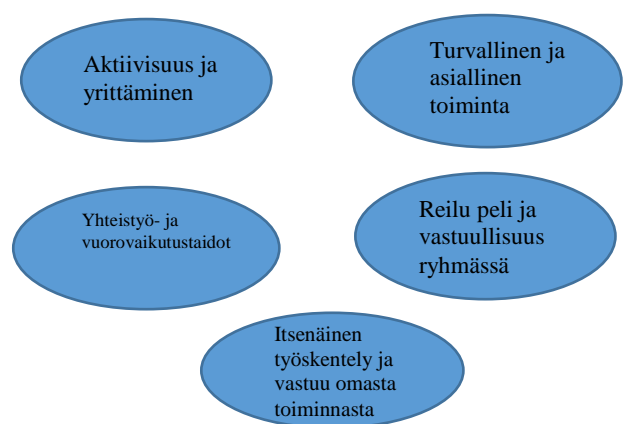 Aktiivisuus ja
yrittäminen
Turvallinen ja
asiallinen
toiminta
Yhteistyö- ja
vuorovaikutustaidot
Reilu peli ja
vastuullisuus
ryhmässä
Itsenäinen
työskentely ja
vastuu omasta
toiminnasta